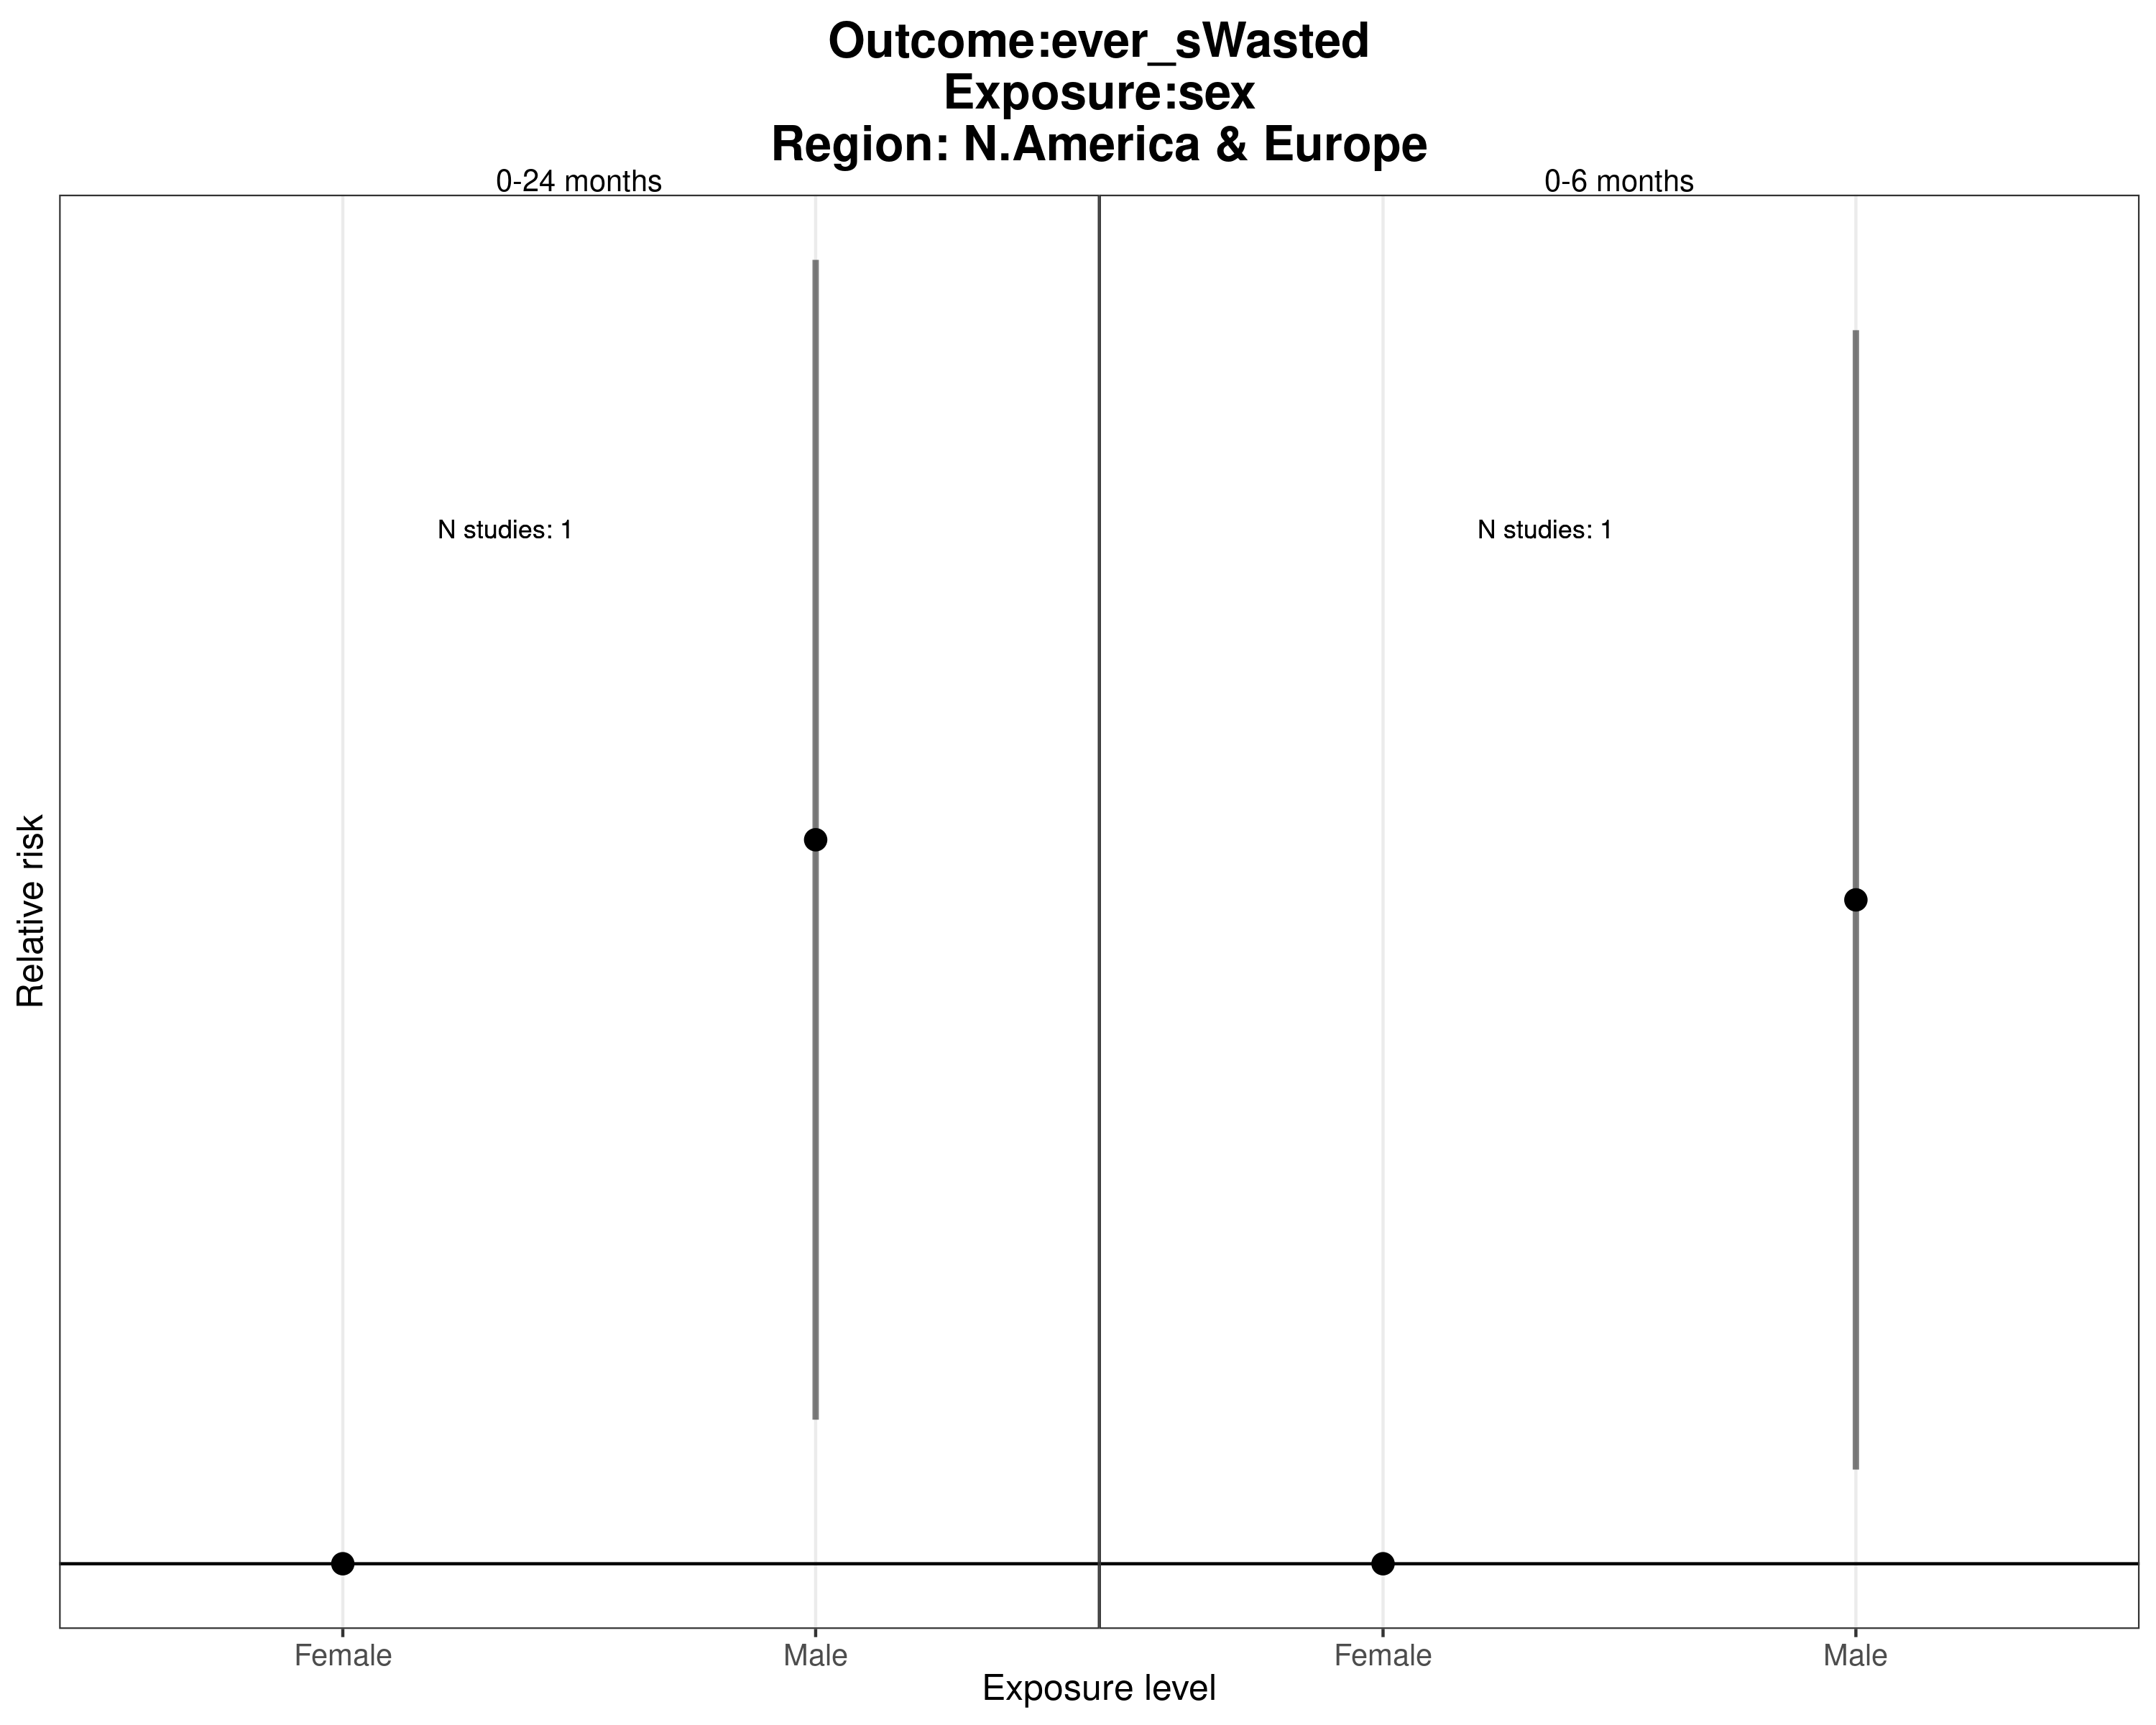 Outcome:ever_sWasted
Exposure:sex
Region: N.America & Europe
0-24 months
0-6 months
N studies: 1
N studies: 1
Relative risk
Female
Male
Female
Male
Exposure level